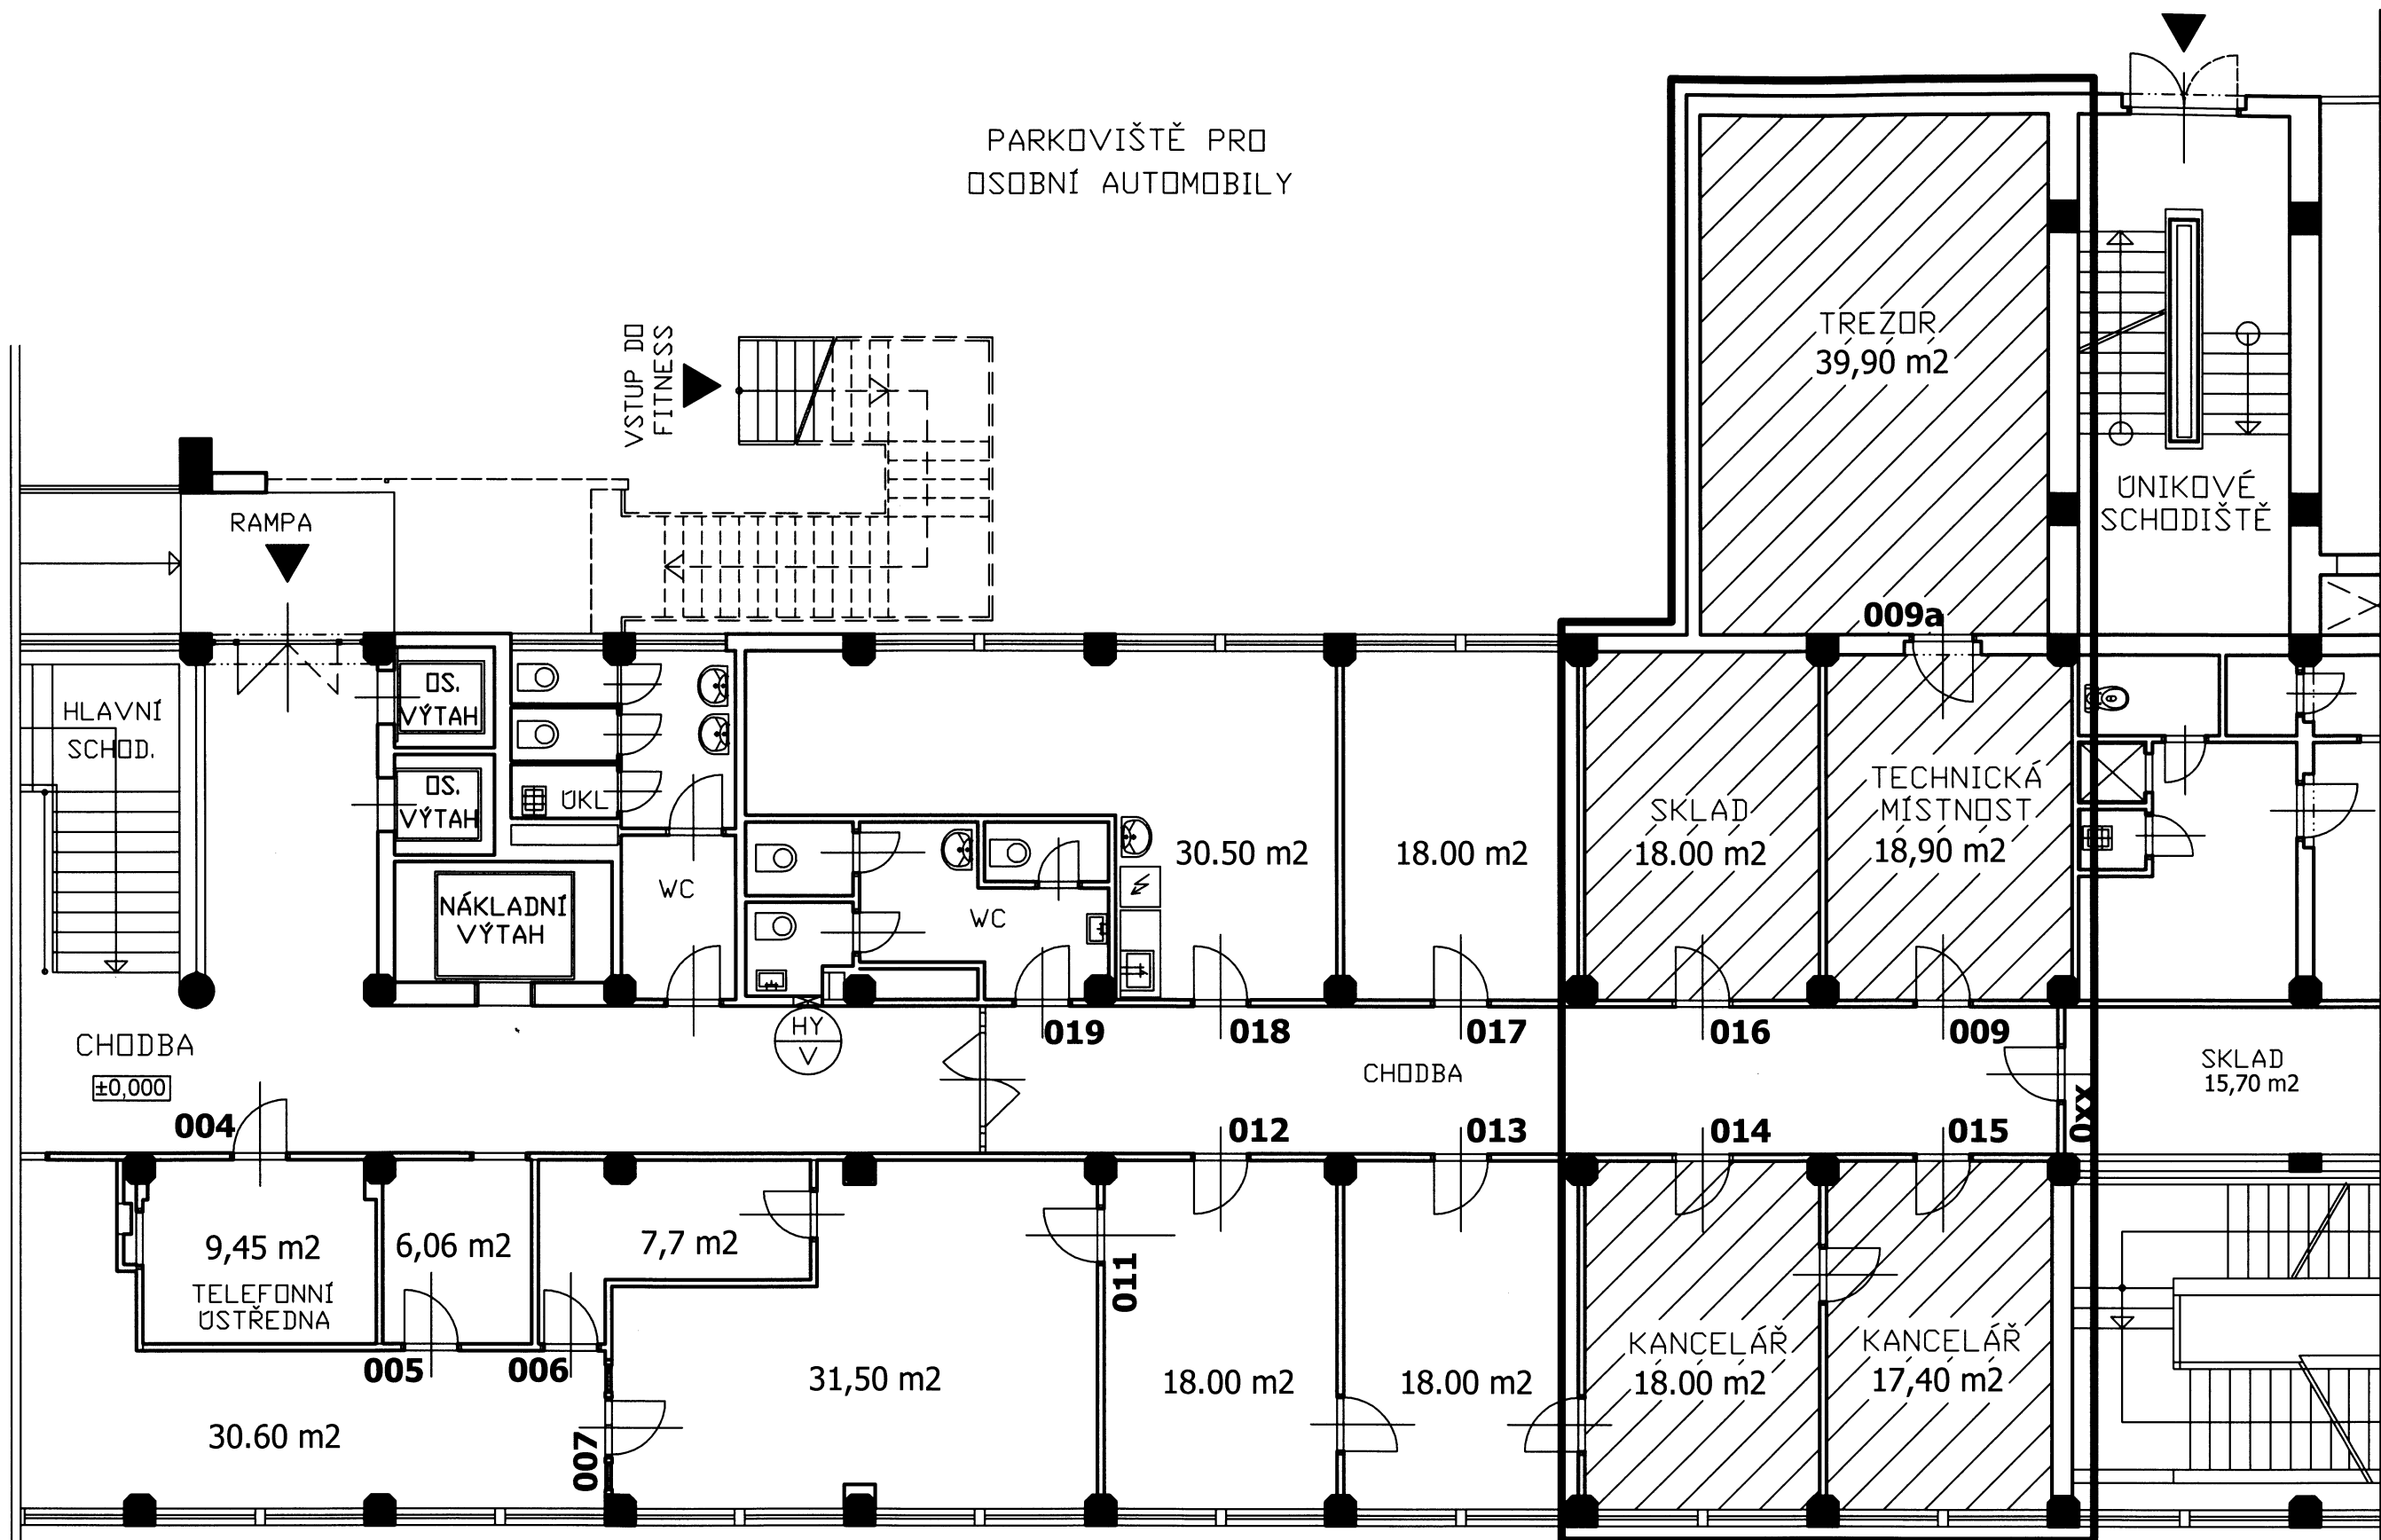 PARKOVIŠTĚ PRO
OSOBNÍ AUTOMOBILY
TREZOR
39,90 m2
VSTUP DO
FITNESS
ÚNIKOVÉ
SCHODIŠTĚ
RAMPA
009a
HLAVNÍ
SCHOD.
OS.
VÝTAH
OS.
VÝTAH
ÚKL
NÁKLADNÍ
VÝTAH
WC
WC
30.50 m2
18.00 m2
SKLAD
18.00 m2
TECHNICKÁ
MÍSTNOST
18,90 m2
CHODBA
±0,000
HY
V
019
018
017
016
009
CHODBA
SKLAD
15,70 m2
004
012
013
014
015
0xx
9,45 m2
TELEFONNÍ
ÚSTŘEDNA
6,06 m2
7,7 m2
011
005
006
007
30.60 m2
31,50 m2
18.00 m2
18.00 m2
KANCELÁŘ
18.00 m2
KANCELÁŘ
17,40 m2